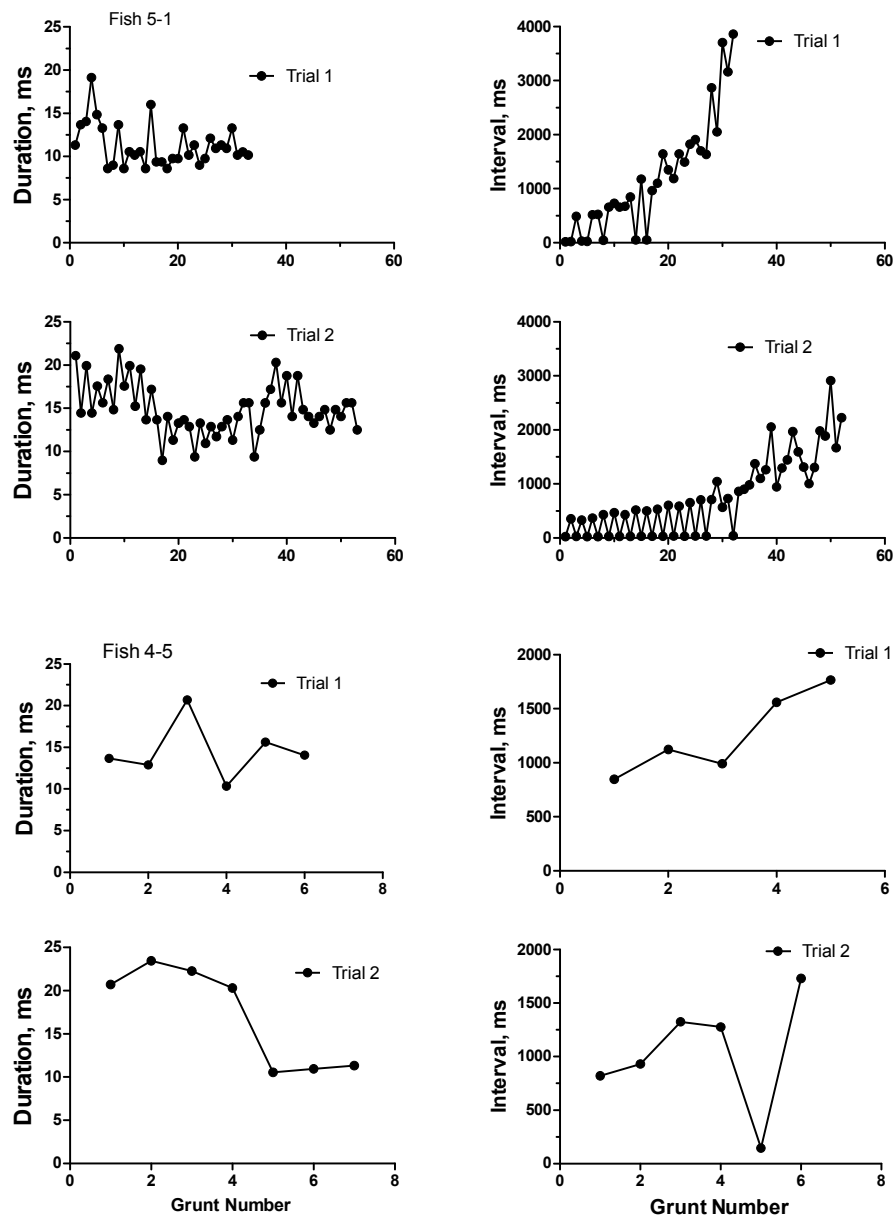 Fish 5-1
Trial 1
Duration, ms
25
20
15
10
5
0
0 20 40 60
Trial 1
Interval, ms
4000
3000
2000
1000
0
0 20 40 60
Trial 2
Duration, ms
25
20
15
10
5
0
0 20 40 60
Trial 2
Interval, ms
4000
3000
2000
1000
0
0 20 40 60
Fish 4-5
Trial 1
Duration, ms
25
20
15
10
5
0
0 2 4 6 8
Trial 1
Interval, ms
2000
1500
1000
500
0
0 2 4 6
Trial 2
Duration, ms
25
20
15
10
5
0
0 2 4 6 8
Grunt Number
Trial 2
Interval, ms
2000
1500
1000
500
0
0 2 4 6 8
Grunt Number